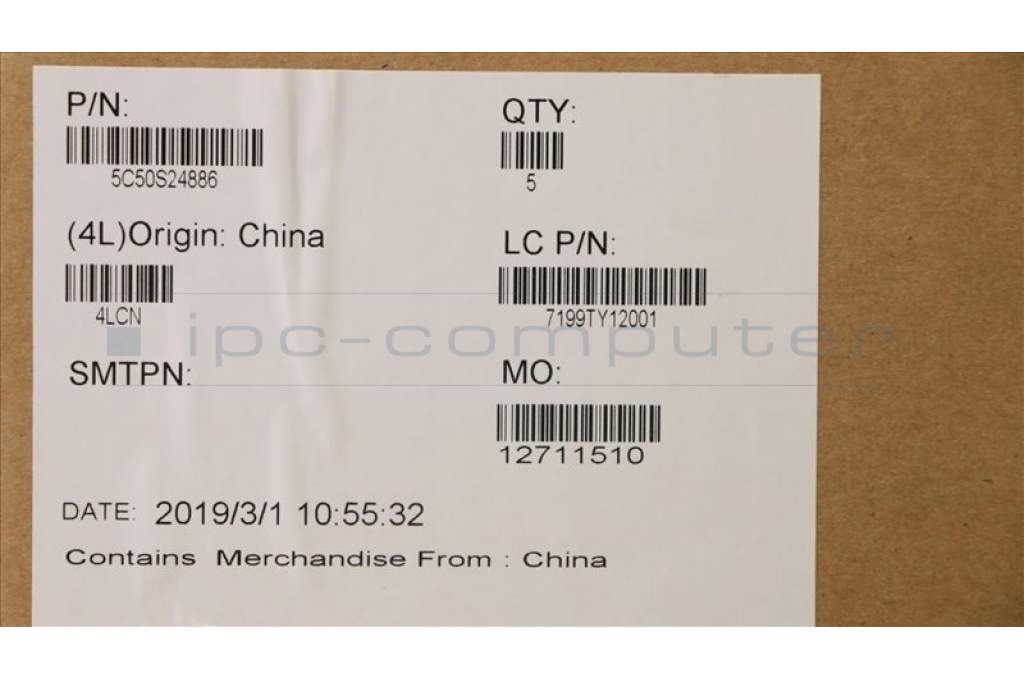 P/N:
5C50S24886
QTY:
5
(4L)Origin: China
4LCN
LC P/N:
7199TY12001
ipc-computer
SMTPN:
MO:
12711510
DATE: 2019/3/1 10:55:32
Contains Merchandise From : China